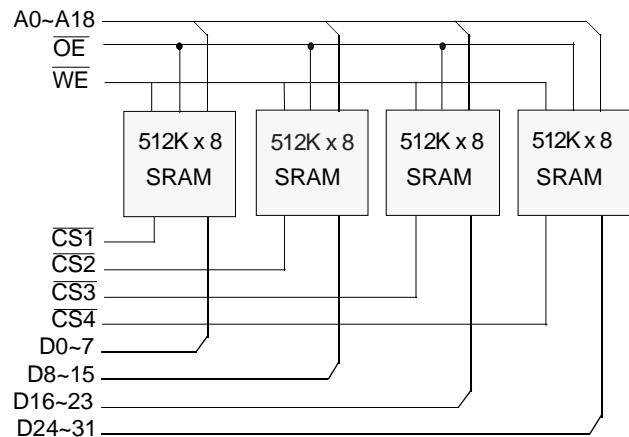 A0~A18
OE
WE
512K x 8
SRAM
512K x 8
SRAM
512K x 8
SRAM
512K x 8
SRAM
CS1
CS2
CS3
CS4
D0~7
D8~15
D16~23
D24~31